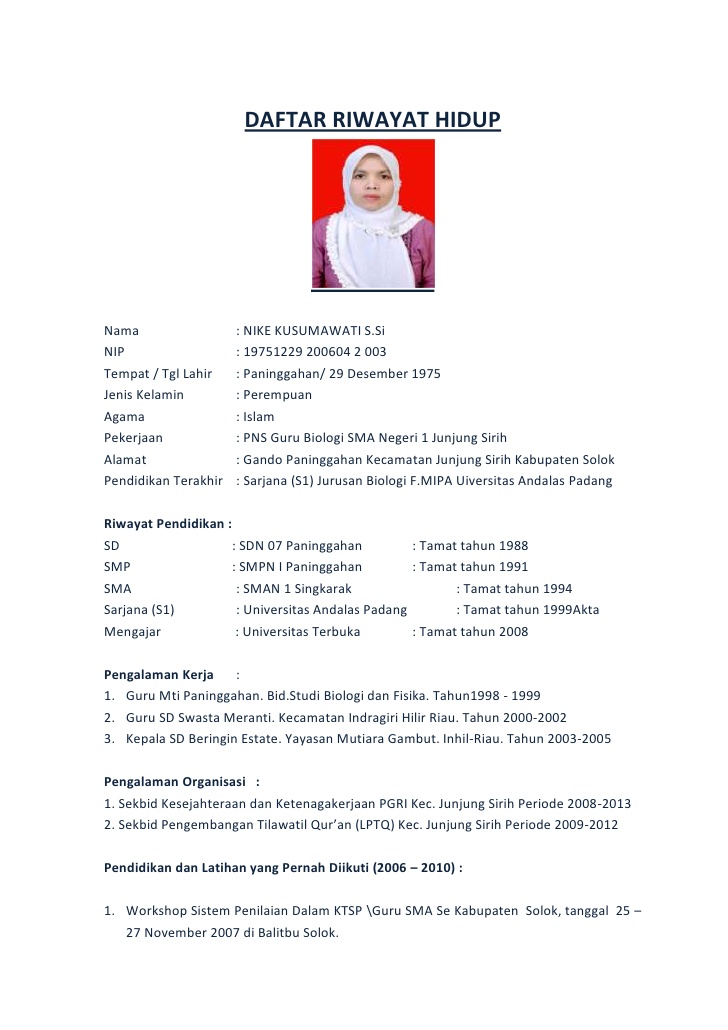 DAFTAR RIWAYAT HIDUP
Nama : NIKE KUSUMAWATI S.Si
NIP : 19751229 200604 2 003
Tempat / Tgl Lahir : Paninggahan/ 29 Desember 1975
Jenis Kelamin : Perempuan
Agama : Islam
Pekerjaan : PNS Guru Biologi SMA Negeri 1 Junjung Sirih
Alamat : Gando Paninggahan Kecamatan Junjung Sirih Kabupaten Solok
Pendidikan Terakhir : Sarjana (S1) Jurusan Biologi F.MIPA Uiversitas Andalas Padang
Riwayat Pendidikan :
SD : SDN 07 Paninggahan : Tamat tahun 1988
SMP : SMPN I Paninggahan : Tamat tahun 1991
SMA : SMAN 1 Singkarak : Tamat tahun 1994
Sarjana (S1) : Universitas Andalas Padang : Tamat tahun 1999Akta
Mengajar : Universitas Terbuka : Tamat tahun 2008
Pengalaman Kerja :
1. Guru Mti Paninggahan. Bid.Studi Biologi dan Fisika. Tahun1998 - 1999
2. Guru SD Swasta Meranti. Kecamatan Indragiri Hilir Riau. Tahun 2000-2002
3. Kepala SD Beringin Estate. Yayasan Mutiara Gambut. Inhil-Riau. Tahun 2003-2005
Pengalaman Organisasi :
1. Sekbid Kesejahteraan dan Ketenagakerjaan PGRI Kec. Junjung Sirih Periode 2008-2013
2. Sekbid Pengembangan Tilawatil Qur’an (LPTQ) Kec. Junjung Sirih Periode 2009-2012
Pendidikan dan Latihan yang Pernah Diikuti (2006 – 2010) :
1. Workshop Sistem Penilaian Dalam KTSP \Guru SMA Se Kabupaten Solok, tanggal 25 –
27 November 2007 di Balitbu Solok.